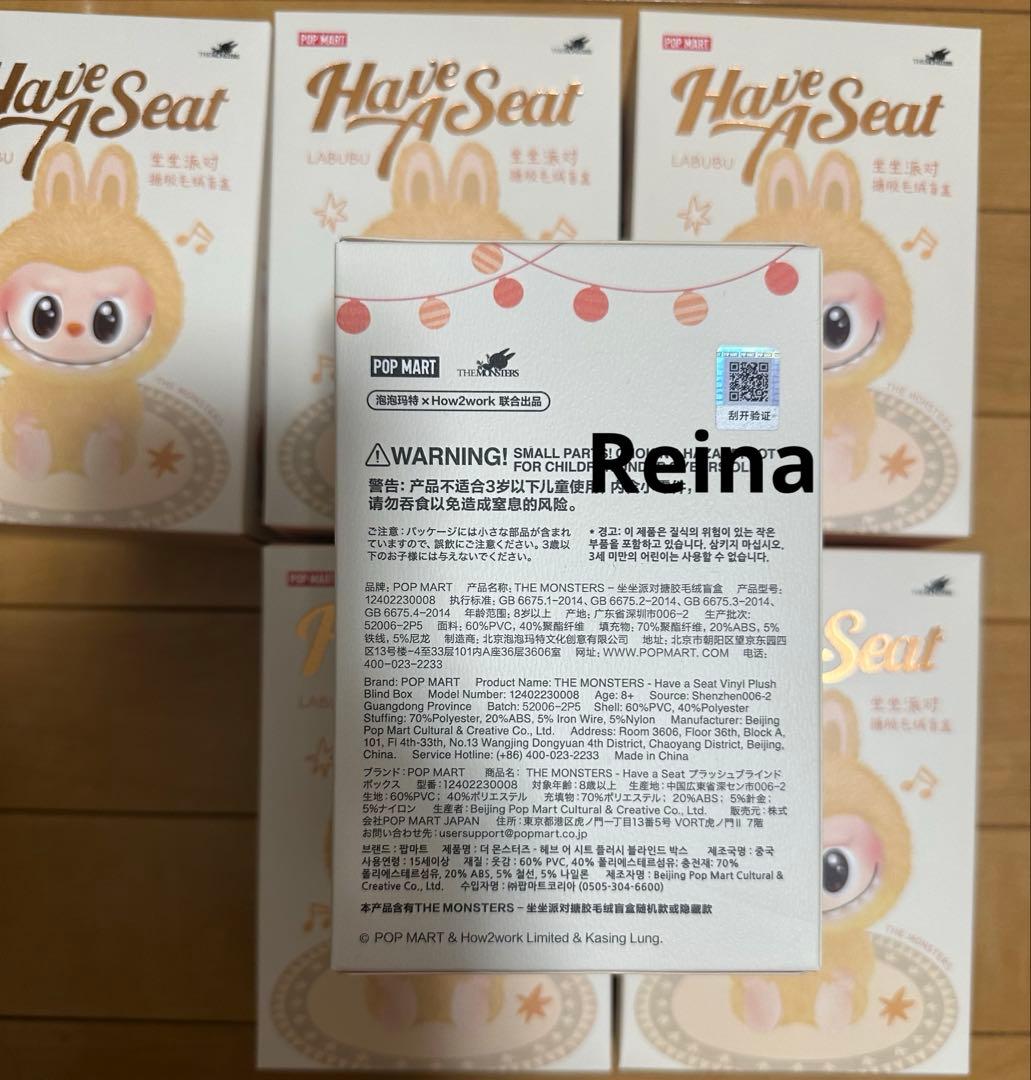 Have
A Seat
POP MART
THE MONSTERS
Have
A Seat
LABUBU
坐坐派对
搪胶毛绒盲盒
POP MART
THE MONSTERS
Have
A Seat
LABUBU
坐坐派对
搪胶毛绒盲盒
坐坐派对
搪胶毛绒盲盒
THE MONSTERS
POP MART
THE MONSTERS
泡泡玛特×How2work 联合出品
刮开验证
WARNING!
SMALL PARTS
FOR CHILDR
Reina
警告: 产品不适合3岁以下儿童使用
请勿吞食以免造成窒息的风险。
ご注意：パッケージには小さな部品が含まれ
ていますので、誤飲にご注意ください。3歳以
下のお子様には与えないでください。
* 경고: 이 제품은 질식의 위험이 있는 작은
부품을 포함하고 있습니다. 삼키지 마십시오.
3세 미만의 어린이는 사용할 수 없습니다.
品牌: POP MART 产品名称: THE MONSTERS – 坐坐派对搪胶毛绒盲盒 产品型号:
12402230008 执行标准: GB 6675.1-2014、GB 6675.2-2014、GB 6675.3-2014、
GB 6675.4-2014 年龄范围: 8岁以上 产地: 广东省深圳市006-2 生产批次:
52006-2P5 面料: 60%PVC, 40%聚酯纤维 填充物: 70%聚酯纤维, 20%ABS, 5%
铁线, 5%尼龙 制造商: 北京泡泡玛特文化创意有限公司 地址: 北京市朝阳区望京东园四
区13号楼-4至33层101内A座36层3606室 网址: WWW.POPMART.COM 电话:
400-023-2233
Brand: POP MART Product Name: THE MONSTERS - Have a Seat Vinyl Plush
Blind Box Model Number: 12402230008 Age: 8+ Source: Shenzhen006-2
Guangdong Province Batch: 52006-2P5 Shell: 60%PVC, 40%Polyester
Stuffing: 70%Polyester, 20%ABS, 5% Iron Wire, 5%Nylon Manufacturer: Beijing
Pop Mart Cultural & Creative Co., Ltd. Address: Room 3606, Floor 36th, Block A,
101, Fl 4th-33th, No.13 Wangjing Dongyuan 4th District, Chaoyang District, Beijing,
China. Service Hotline: (+86) 400-023-2233 Made in China
ブランド：POP MART 商品名： THE MONSTERS - Have a Seat プラッシュブラインド
ボックス 型番：12402230008 対象年齢：8歳以上 生産地：中国広東省深セン市006-2
生地：60%PVC； 40%ポリエステル 充填物：70%ポリエステル； 20%ABS； 5%針金；
5%ナイロン 生産者：Beijing Pop Mart Cultural & Creative Co., Ltd. 販売元：株式
会社POP MART JAPAN 住所：東京都港区虎ノ門一丁目13番5号 VORT虎ノ門Ⅱ 7階
お問い合わせ先：usersupport@popmart.co.jp
브랜드 : 팝마트 제품명 : 더 몬스터즈 - 헤브 어 시트 플러시 블라인드 박스 제조국명 : 중국
사용연령 : 15세이상 재질 : 옷감 : 60% PVC, 40% 폴리에스테르섬유; 충전재: 70%
폴리에스테르섬유, 20% ABS, 5% 철선, 5% 나일론 제조자명 : Beijing Pop Mart Cultural &
Creative Co., Ltd. 수입자명 : ㈜팝마트코리아 (0505-304-6600)
本产品含有THE MONSTERS – 坐坐派对搪胶毛绒盲盒随机款或隐藏款
© POP MART & How2work Limited & Kasing Lung.
POP MART
Seat
坐坐派对
搪胶毛绒盲盒
THE MONSTERS